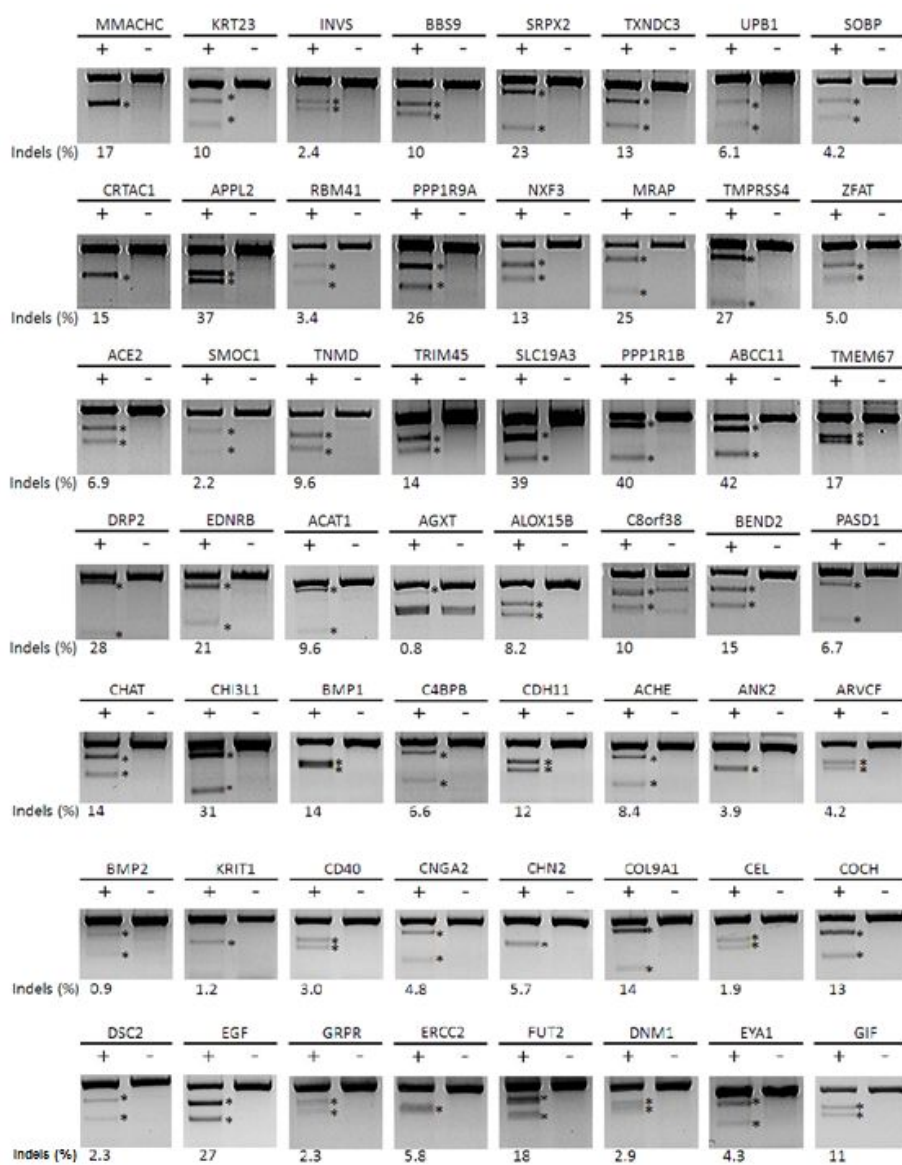 MMACHC KRT23 INVS BBS9 SRPX2 TXNDC3 UPB1 SOBP
+ − + − + − + − + − + − + − + −
* * * * * * * * * * * * * * *
Indels (%) 17 10 2.4 10 23 13 6.1 4.2
CRTAC1 APPL2 RBM41 PPP1R9A NXF3 MRAP TMPRSS4 ZFAT
+ − + − + − + − + − + − + − + −
* * * * * * * * * * * * * * *
Indels (%) 15 37 3.4 26 13 25 27 5.0
ACE2 SMOC1 TNMD TRIM45 SLC19A3 PPP1R1B ABCC11 TMEM67
+ − + − + − + − + − + − + − + −
* * * * * * * * * * * * * * * *
Indels (%) 6.9 2.2 9.6 14 39 40 42 17
DRP2 EDNRB ACAT1 AGXT ALOX15B C8orf38 BEND2 PASD1
+ − + − + − + − + − + − + − + −
* * * * * * * * * * * * * * *
Indels (%) 28 21 9.6 0.8 8.2 10 15 6.7
CHAT CHI3L1 BMP1 C4BPB CDH11 ACHE ANK2 ARVCF
+ − + − + − + − + − + − + − + −
* * * * * * * * * * * * * * *
Indels (%) 14 31 14 6.6 12 8.4 3.9 4.2
BMP2 KRIT1 CD40 CNGA2 CHN2 COL9A1 CEL COCH
+ − + − + − + − + − + − + − + −
* * * * * * * * * * * * * *
Indels (%) 0.9 1.2 3.0 4.8 5.7 14 1.9 13
DSC2 EGF GRPR ERCC2 FUT2 DNM1 EYA1 GIF
+ − + − + − + − + − + − + − + −
* * * * * * * * * * * * * * *
Indels (%) 2.3 27 2.3 5.8 18 2.9 4.3 11